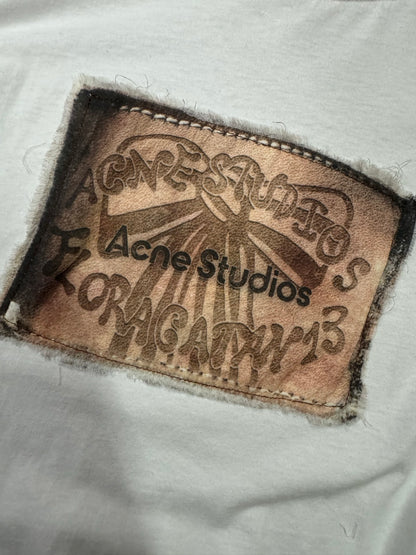 ACNE STUDIOS
Acne Studios
FLORAGATAN 13